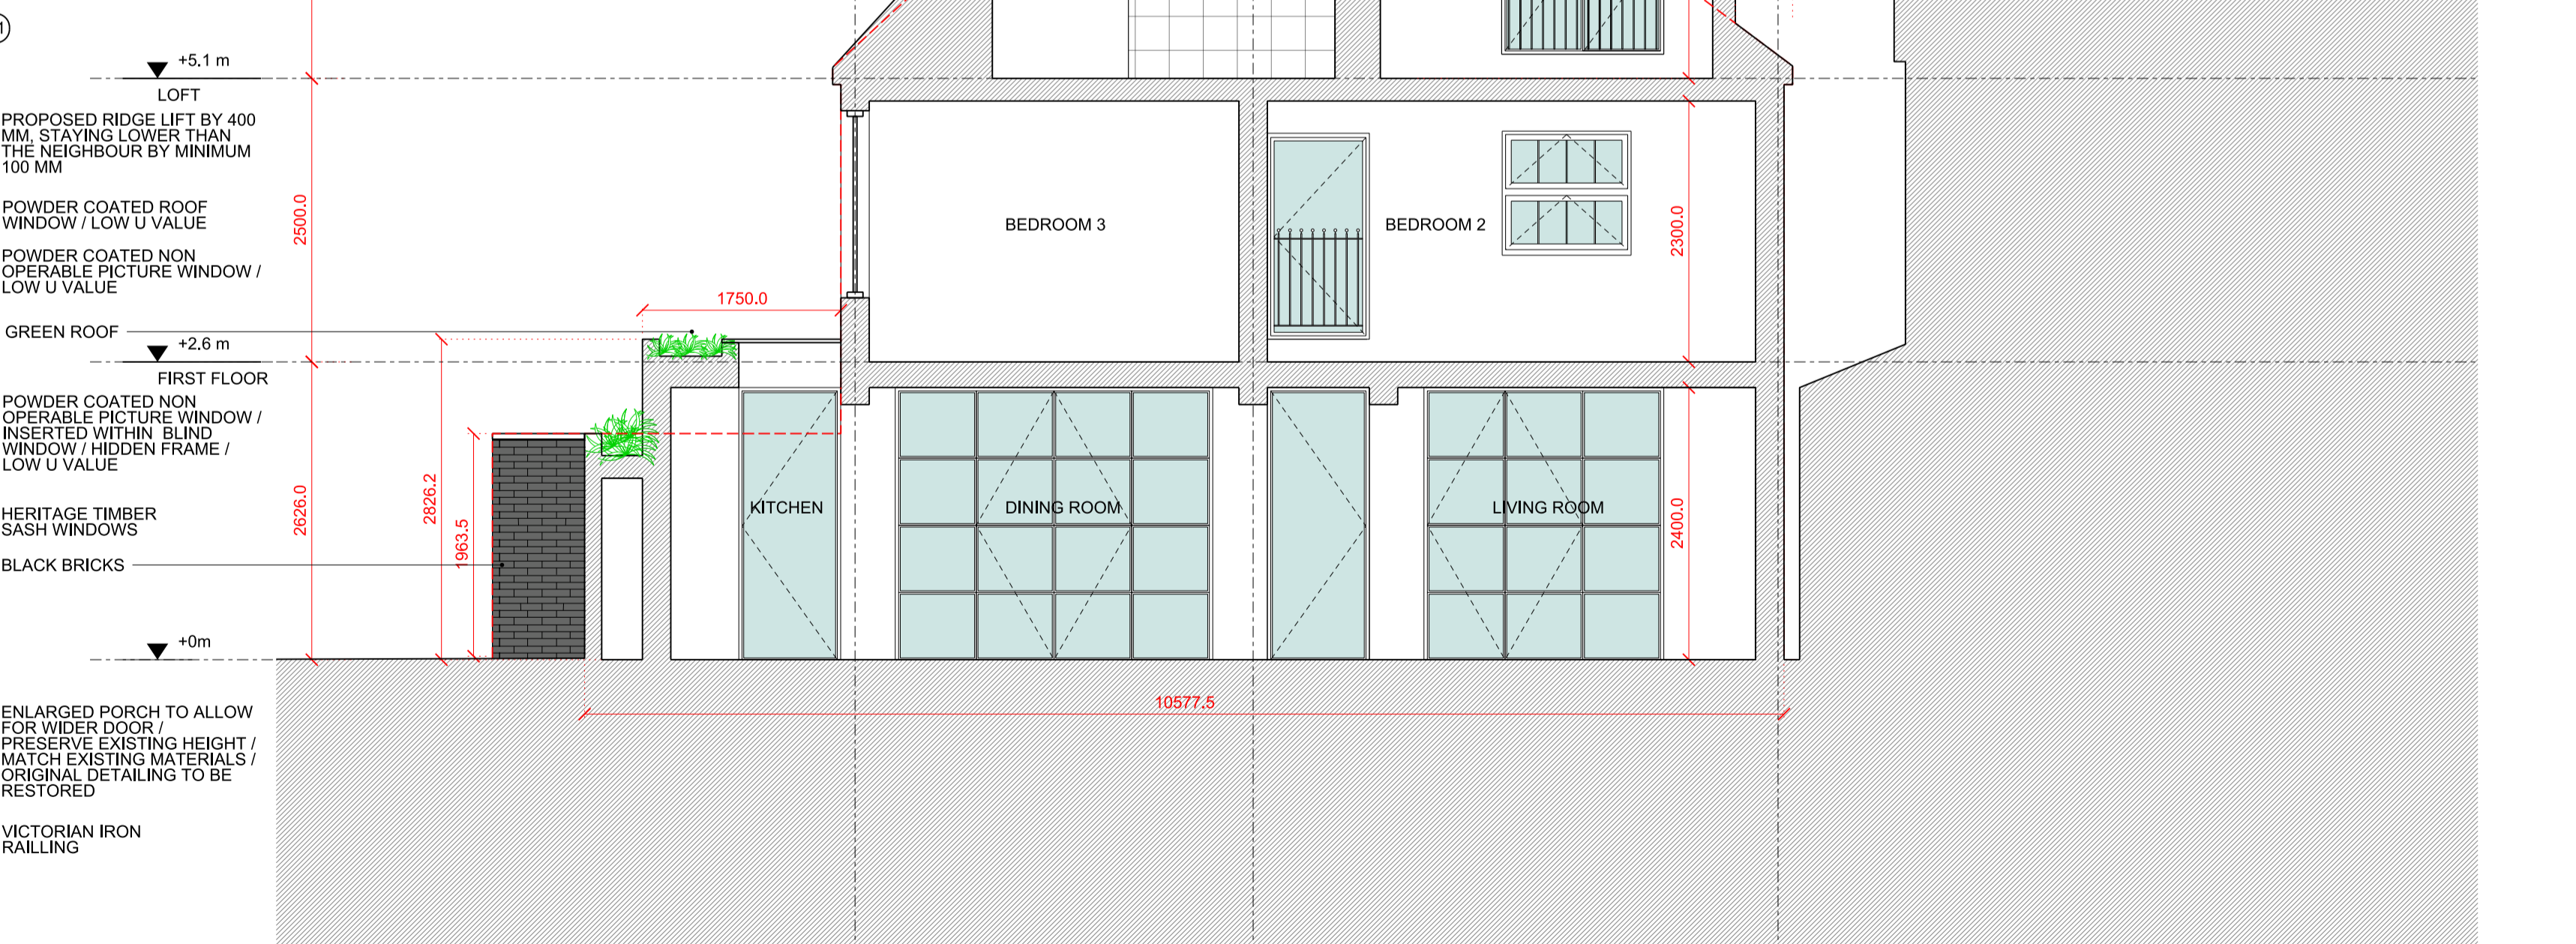 +5.1 m
LOFT
PROPOSED RIDGE LIFT BY 400
MM, STAYING LOWER THAN
THE NEIGHBOUR BY MINIMUM
100 MM
POWDER COATED ROOF
WINDOW / LOW U VALUE
POWDER COATED NON
OPERABLE PICTURE WINDOW /
LOW U VALUE
GREEN ROOF
+2.6 m
FIRST FLOOR
POWDER COATED NON
OPERABLE PICTURE WINDOW /
INSERTED WITHIN BLIND
WINDOW / HIDDEN FRAME /
LOW U VALUE
HERITAGE TIMBER
SASH WINDOWS
BLACK BRICKS
+0m
ENLARGED PORCH TO ALLOW
FOR WIDER DOOR /
PRESERVE EXISTING HEIGHT /
MATCH EXISTING MATERIALS /
ORIGINAL DETAILING TO BE
RESTORED
VICTORIAN IRON
RAILLING
2500.0
2626.0
2826.2
1963.5
1750.0
BEDROOM 3
BEDROOM 2
2300.0
KITCHEN
DINING ROOM
LIVING ROOM
2400.0
10577.5